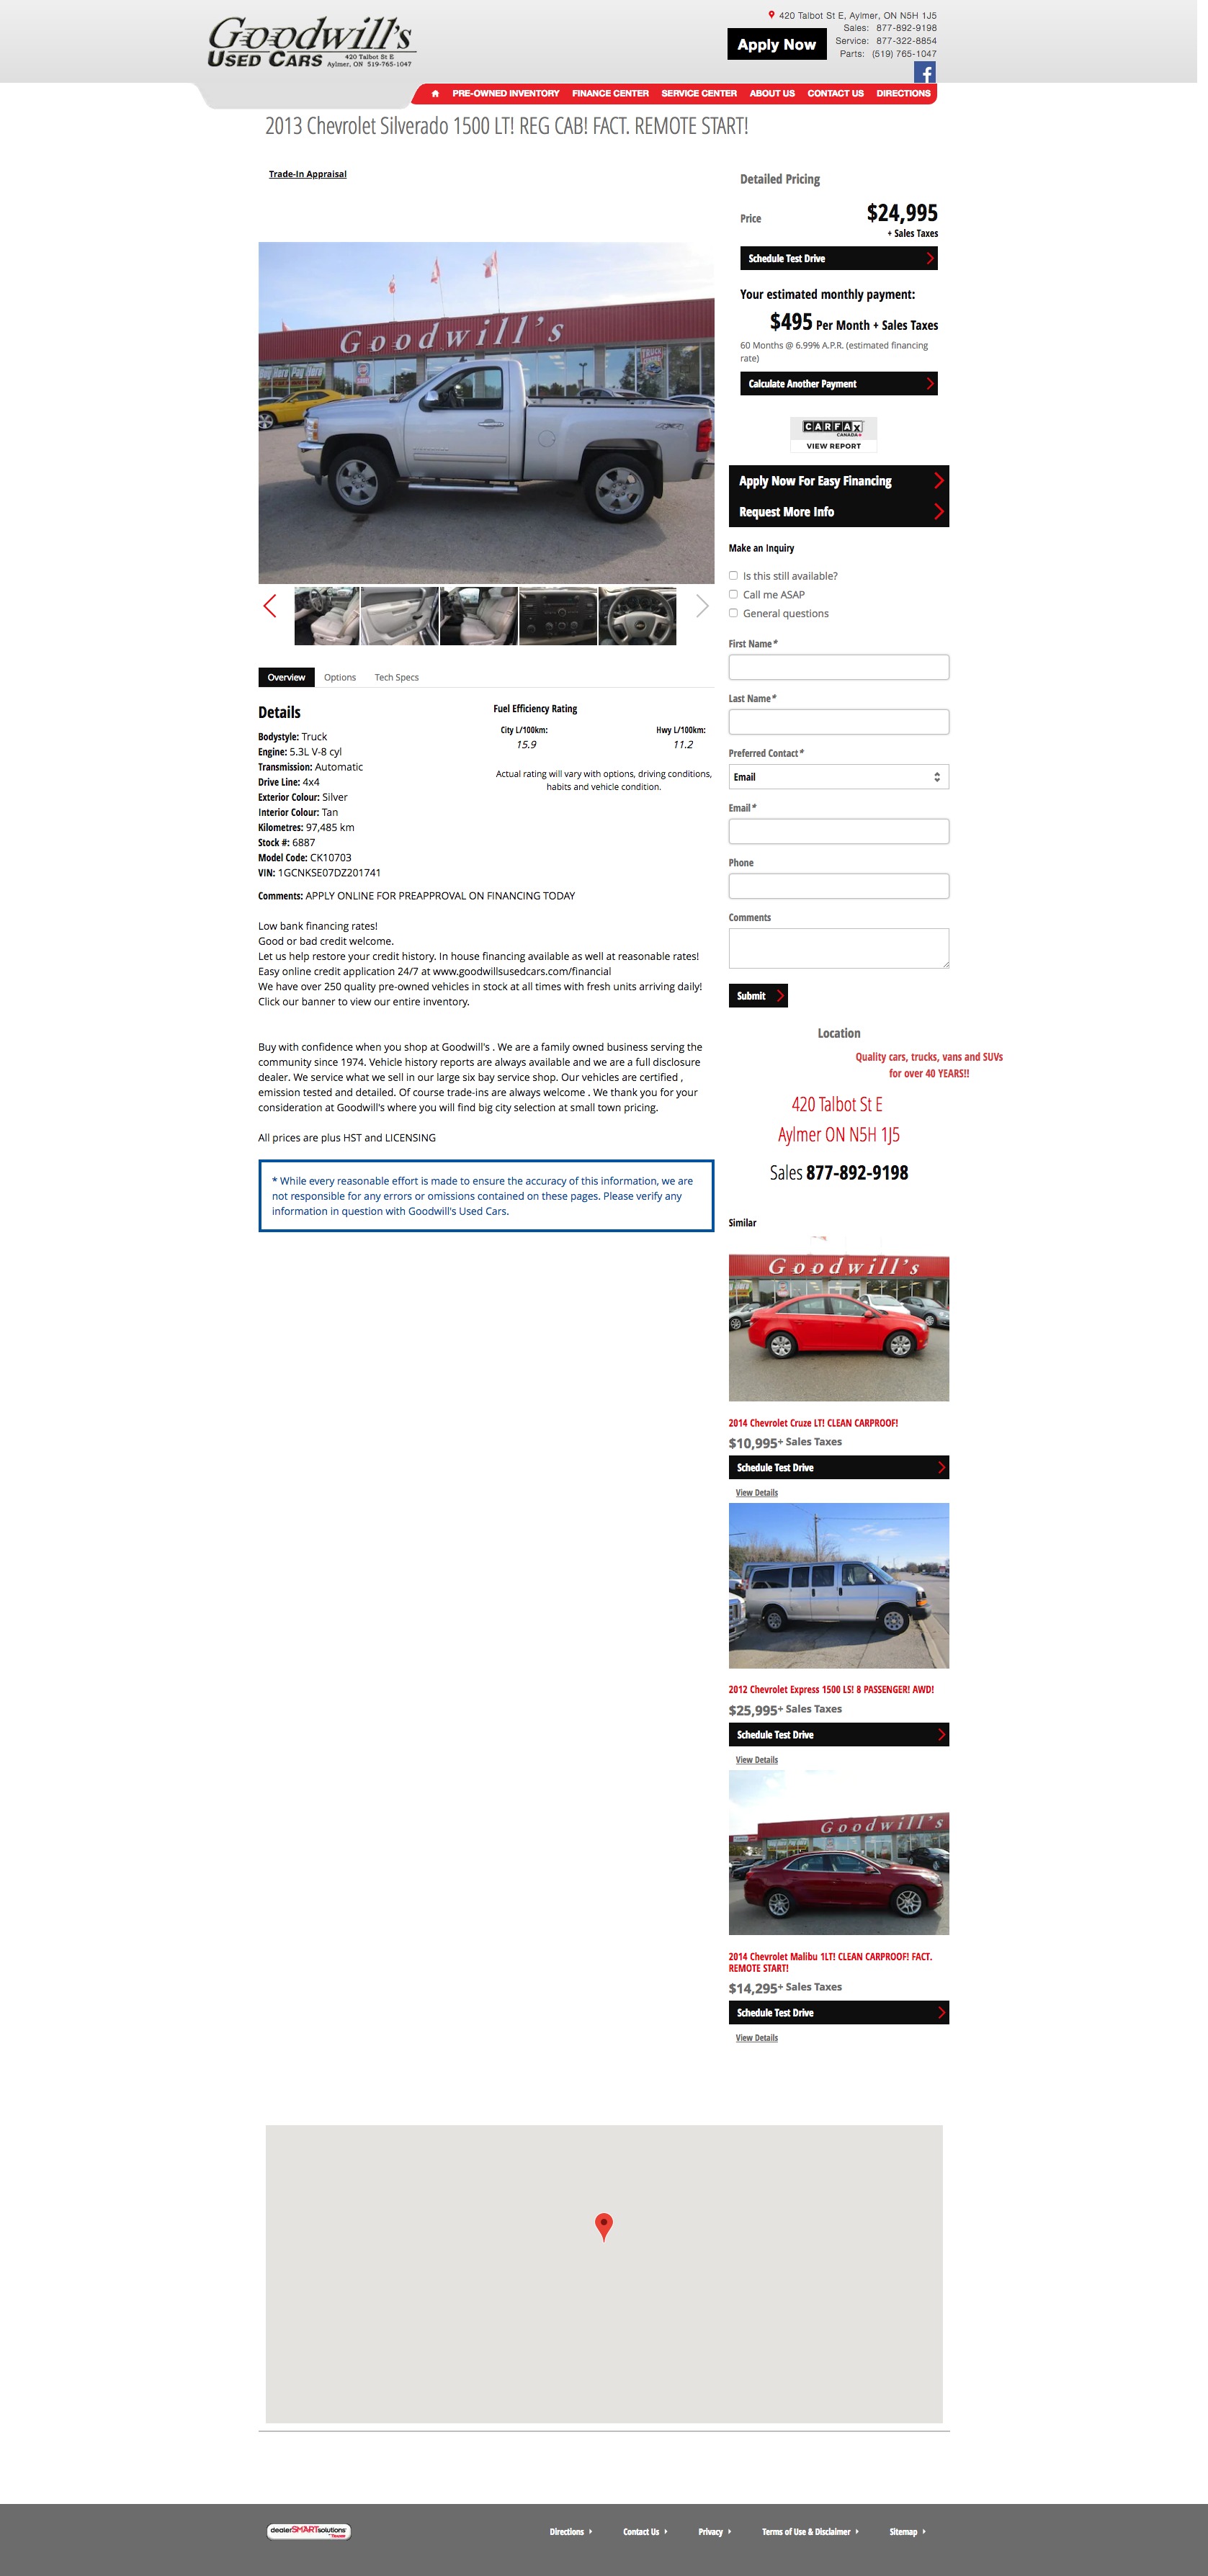 Goodwill's
USED CARS
420 Talbot St E
Aylmer, ON 519-765-1047
420 Talbot St E, Aylmer, ON N5H 1J5
Apply Now
Sales: 877-892-9198
Service: 877-322-8854
Parts: (519) 765-1047
PRE-OWNED INVENTORY FINANCE CENTER SERVICE CENTER ABOUT US CONTACT US DIRECTIONS
2013 Chevrolet Silverado 1500 LT! REG CAB! FACT. REMOTE START!
Trade-In Appraisal
Goodwill's
4X4
Overview Options Tech Specs
Details
Bodystyle: Truck
Engine: 5.3L V-8 cyl
Transmission: Automatic
Drive Line: 4x4
Exterior Colour: Silver
Interior Colour: Tan
Kilometres: 97,485 km
Stock #: 6887
Model Code: CK10703
VIN: 1GCNKSE07DZ201741
Fuel Efficiency Rating
City L/100km: Hwy L/100km:
15.9 11.2
Actual rating will vary with options, driving conditions,
habits and vehicle condition.
Comments: APPLY ONLINE FOR PREAPPROVAL ON FINANCING TODAY
Low bank financing rates!
Good or bad credit welcome.
Let us help restore your credit history. In house financing available as well at reasonable rates!
Easy online credit application 24/7 at www.goodwillsusedcars.com/financial
We have over 250 quality pre-owned vehicles in stock at all times with fresh units arriving daily!
Click our banner to view our entire inventory.
Buy with confidence when you shop at Goodwill's . We are a family owned business serving the
community since 1974. Vehicle history reports are always available and we are a full disclosure
dealer. We service what we sell in our large six bay service shop. Our vehicles are certified ,
emission tested and detailed. Of course trade-ins are always welcome . We thank you for your
consideration at Goodwill's where you will find big city selection at small town pricing.
All prices are plus HST and LICENSING
* While every reasonable effort is made to ensure the accuracy of this information, we are
not responsible for any errors or omissions contained on these pages. Please verify any
information in question with Goodwill's Used Cars.
Detailed Pricing
Price $24,995
+ Sales Taxes
Schedule Test Drive
Your estimated monthly payment:
$495 Per Month + Sales Taxes
60 Months @ 6.99% A.P.R. (estimated financing
rate)
Calculate Another Payment
CARFAX
CANADA
VIEW REPORT
Apply Now For Easy Financing
Request More Info
Make an Inquiry
Is this still available?
Call me ASAP
General questions
First Name*
Last Name*
Preferred Contact*
Email
Email*
Phone
Comments
Submit
Location
Quality cars, trucks, vans and SUVs
for over 40 YEARS!!
420 Talbot St E
Aylmer ON N5H 1J5
Sales 877-892-9198
Similar
Goodwill's
2014 Chevrolet Cruze LT! CLEAN CARPROOF!
$10,995+ Sales Taxes
Schedule Test Drive
View Details
2012 Chevrolet Express 1500 LS! 8 PASSENGER! AWD!
$25,995+ Sales Taxes
Schedule Test Drive
View Details
Goodwill's
2014 Chevrolet Malibu 1LT! CLEAN CARPROOF! FACT.
REMOTE START!
$14,295+ Sales Taxes
Schedule Test Drive
View Details
dealerSMARTsolutions
Directions Contact Us Privacy Terms of Use & Disclaimer Sitemap